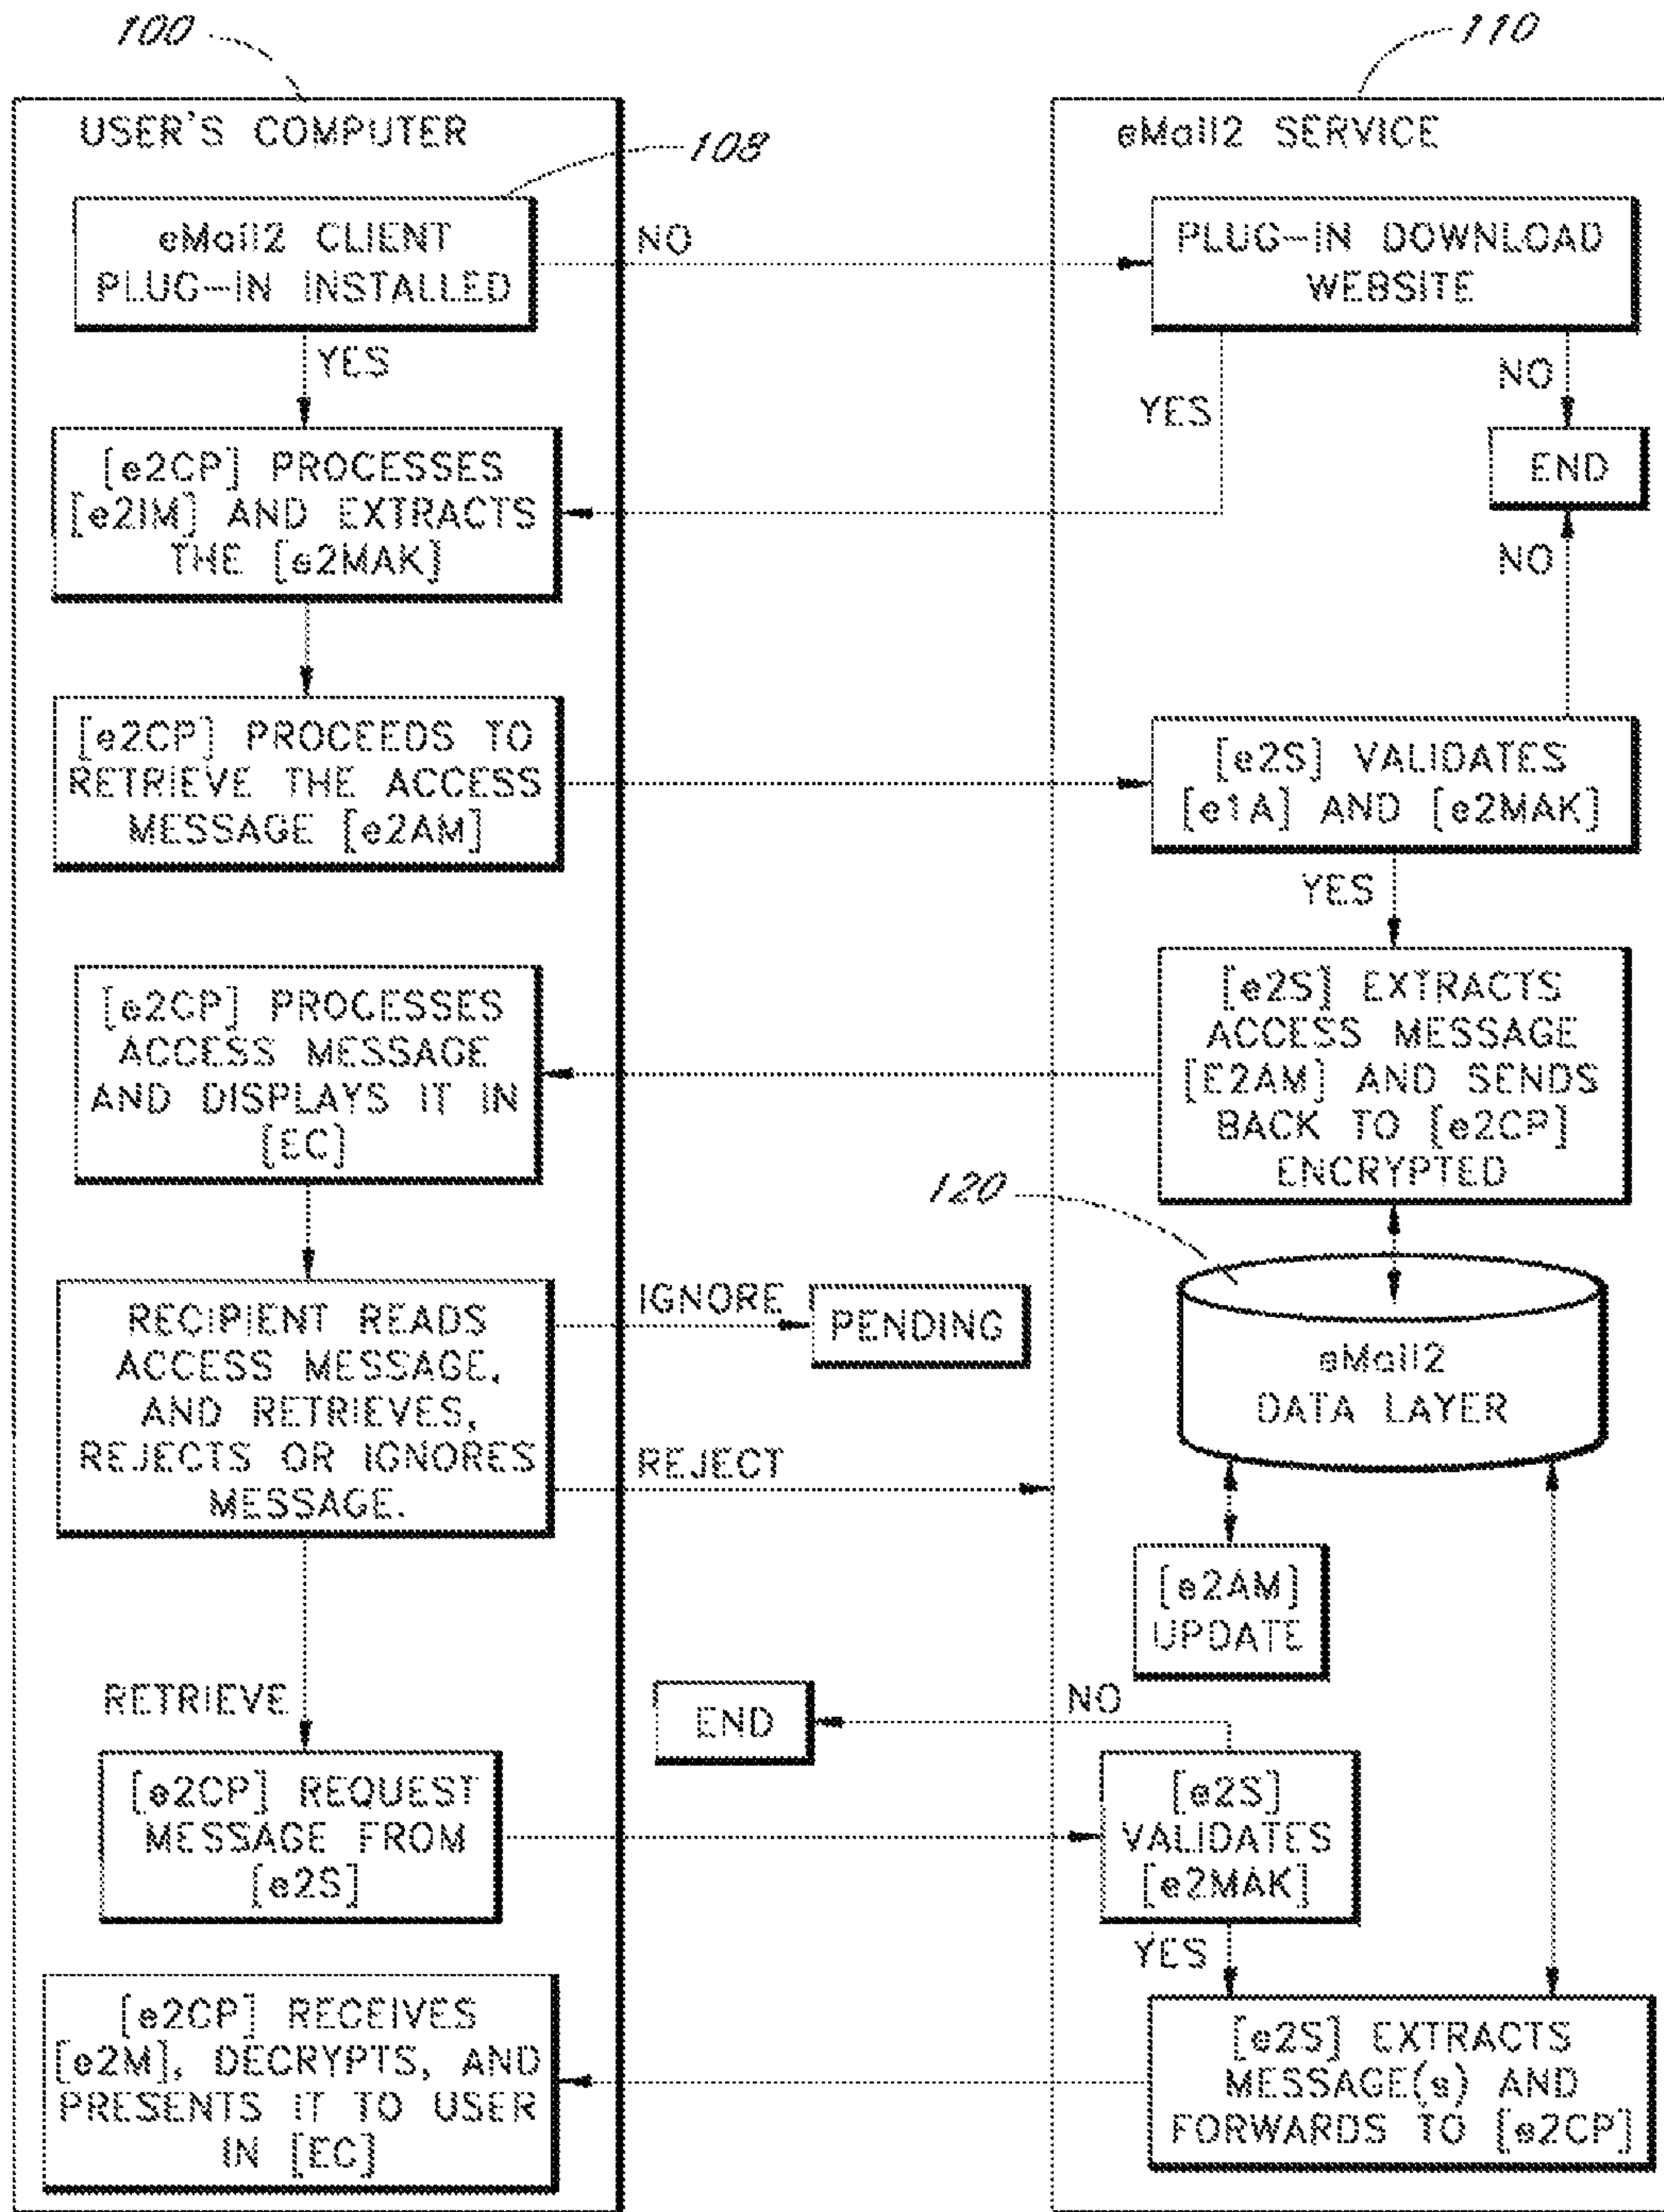 100
110
USER'S COMPUTER
eMail2 SERVICE
108
eMail2 CLIENT
PLUG-IN INSTALLED
NO
PLUG-IN DOWNLOAD
WEBSITE
YES
YES
NO
END
[e2CP] PROCESSES
[e2IM] AND EXTRACTS
THE [e2MAK]
NO
[e2CP] PROCEEDS TO
RETRIEVE THE ACCESS
MESSAGE [e2AM]
[e2S] VALIDATES
[e1A] AND [e2MAK]
YES
[e2CP] PROCESSES
ACCESS MESSAGE
AND DISPLAYS IT IN
[EC]
[e2S] EXTRACTS
ACCESS MESSAGE
[E2AM] AND SENDS
BACK TO [e2CP]
ENCRYPTED
120
RECIPIENT READS
ACCESS MESSAGE,
AND RETRIEVES,
REJECTS OR IGNORES
MESSAGE.
IGNORE
PENDING
REJECT
eMail2
DATA LAYER
[e2AM]
UPDATE
RETRIEVE
END
NO
[e2CP] REQUEST
MESSAGE FROM
[e2S]
[e2S]
VALIDATES
[e2MAK]
YES
[e2CP] RECEIVES
[e2M], DECRYPTS, AND
PRESENTS IT TO USER
IN [EC]
[e2S] EXTRACTS
MESSAGE(s) AND
FORWARDS TO [e2CP]